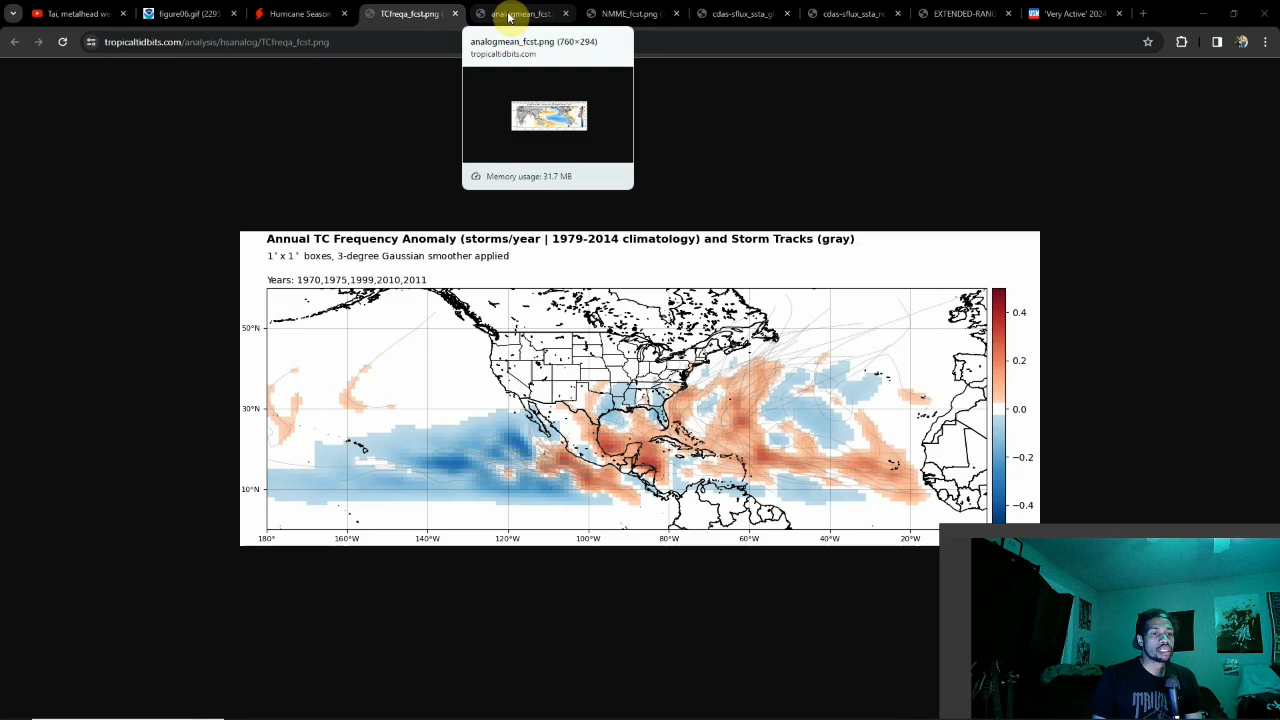 Tai, metalhead we
figure06.gif (2295
Hurricane Season
TCfreqa_fcst.png (
analogmean_fcst.
NMME_fcst.png (
cdas-sflux_ssta_gl
cdas-sflux_ssta_re
EXTENDED-RANG
'Very Active' 2024
tropicaltidbits.com/analysis/hsanalog/TCfreqa_fcst.png
analogmean_fcst.png (760×294)
tropicaltidbits.com
Memory usage: 31.7 MB
Annual TC Frequency Anomaly (storms/year | 1979-2014 climatology) and Storm Tracks (gray)
1°x 1° boxes, 3-degree Gaussian smoother applied
Years: 1970,1975,1999,2010,2011
50°N
30°N
10°N
180° 160°W 140°W 120°W 100°W 80°W 60°W 40°W 20°W
0.4
0.2
0.0
−0.2
−0.4